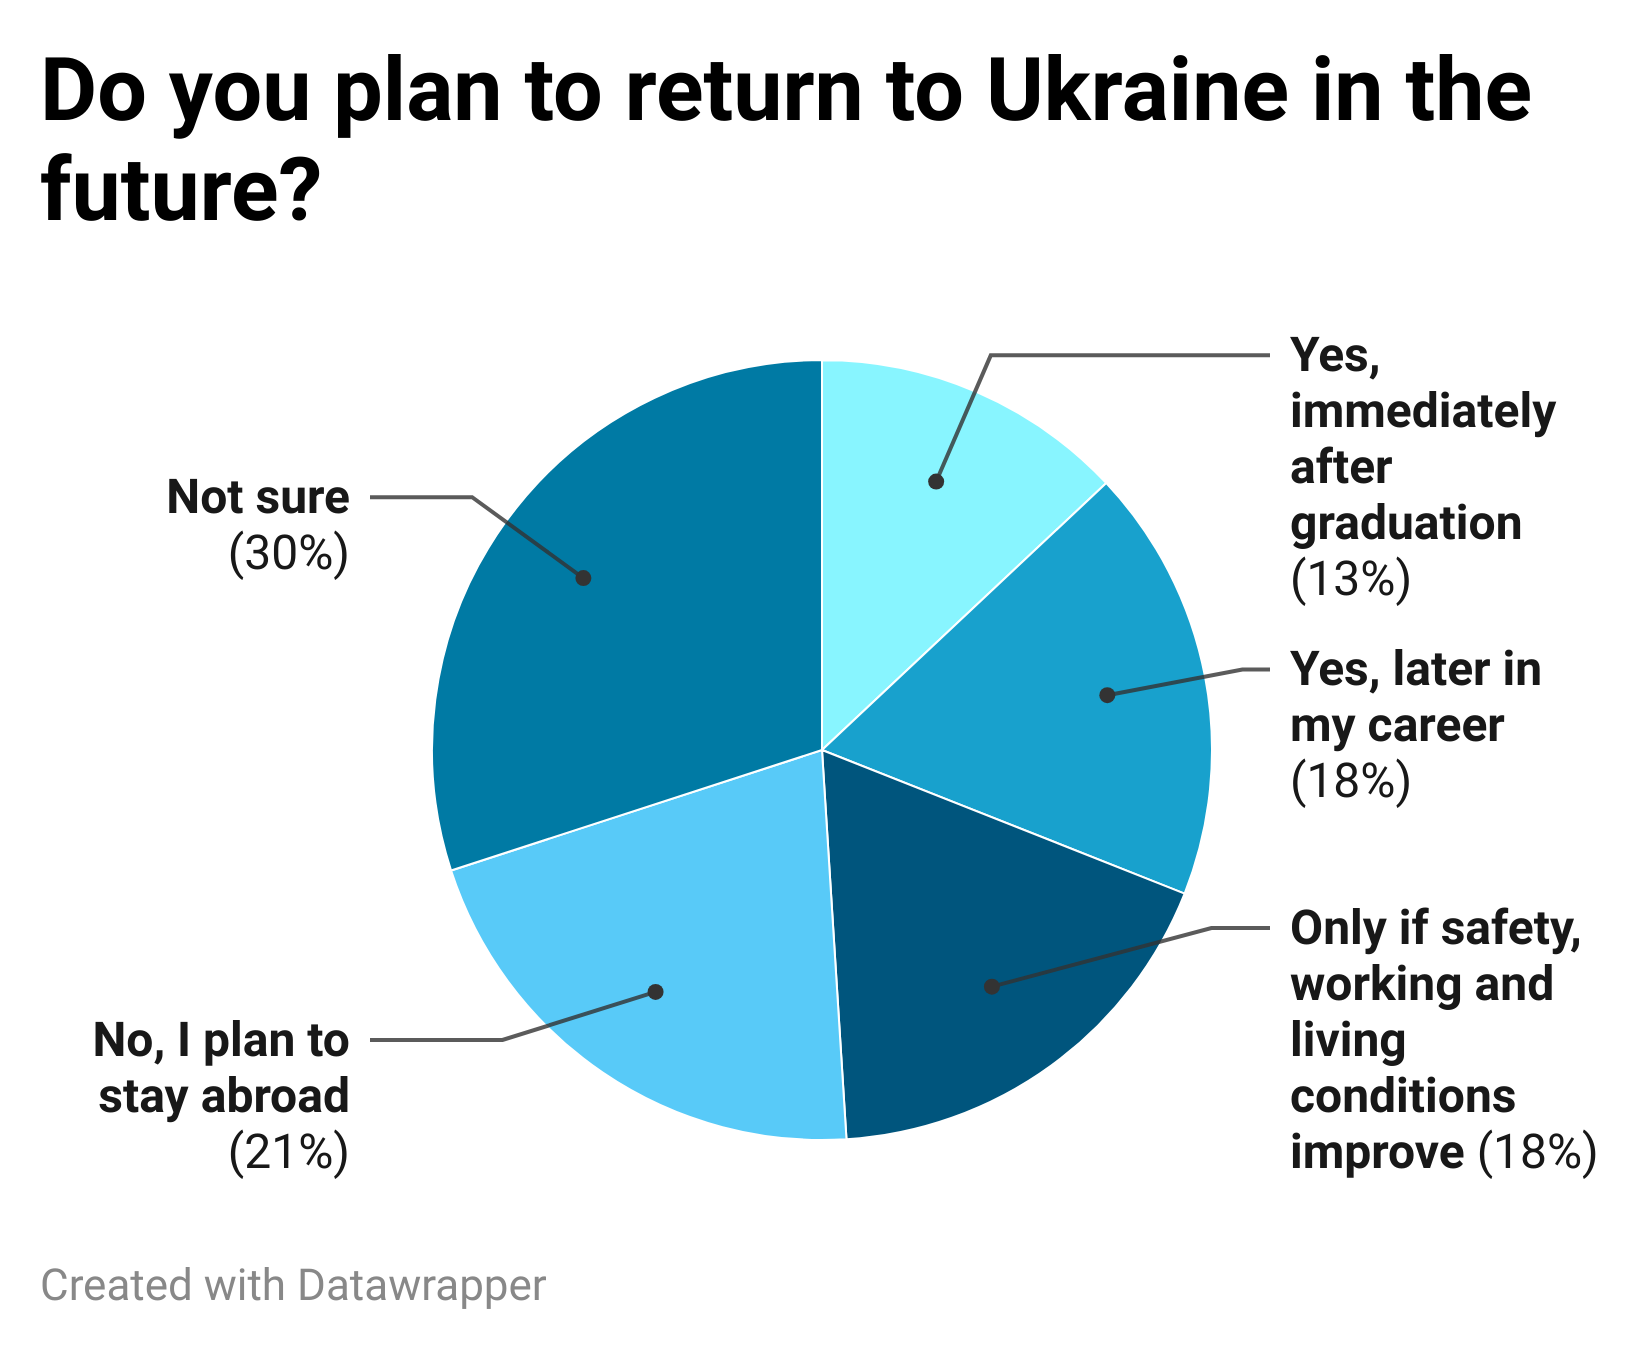 Do you plan to return to Ukraine in the
future?
Yes,
immediately
after
graduation
(13%)
Yes, later in
my career
(18%)
Only if safety,
working and
living
conditions
improve (18%)
No, I plan to
stay abroad
(21%)
Not sure
(30%)
Created with Datawrapper